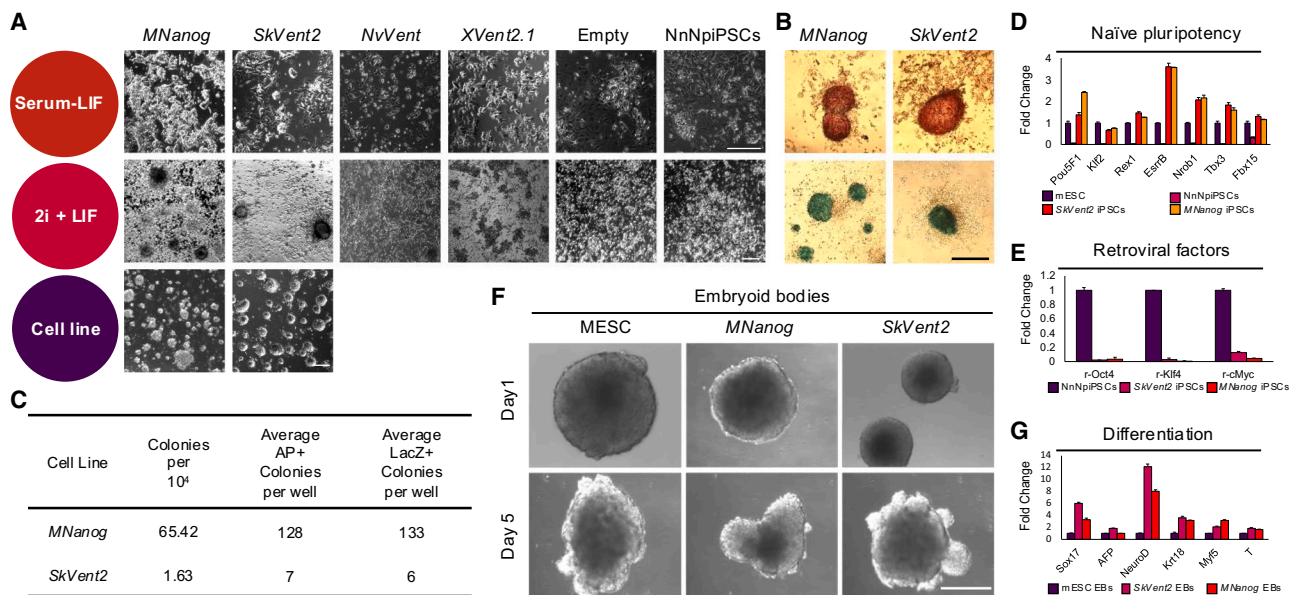 A
MNanog SkVent2 NvVent XVent2.1 Empty NnNpiPSCs
Serum-LIF
2i + LIF
Cell line
B
MNanog SkVent2
C
Cell Line Colonies per 10⁴ Average AP+ Colonies per well Average LacZ+ Colonies per well
MNanog 65.42 128 133
SkVent2 1.63 7 6
D
Naïve pluripotency
Fold Change
4
3
2
1
0
Pou5F1 Klf2 Rex1 EsrrB Nrob1 Tbx3 Fbx15
mESC NnNpiPSCs
SkVent2 iPSCs MNanog iPSCs
E
Retroviral factors
Fold Change
1.2
1
0.8
0.6
0.4
0.2
0
r-Oct4 r-Klf4 r-cMyc
NnNpiPSCs SkVent2 iPSCs MNanog iPSCs
F
Embryoid bodies
MESC MNanog SkVent2
Day1
Day 5
G
Differentiation
Fold Change
14
12
10
8
6
4
2
0
Sox17 AFP NeuroD Krt18 Myf5 T
mESC EBs SkVent2 EBs MNanog EBs